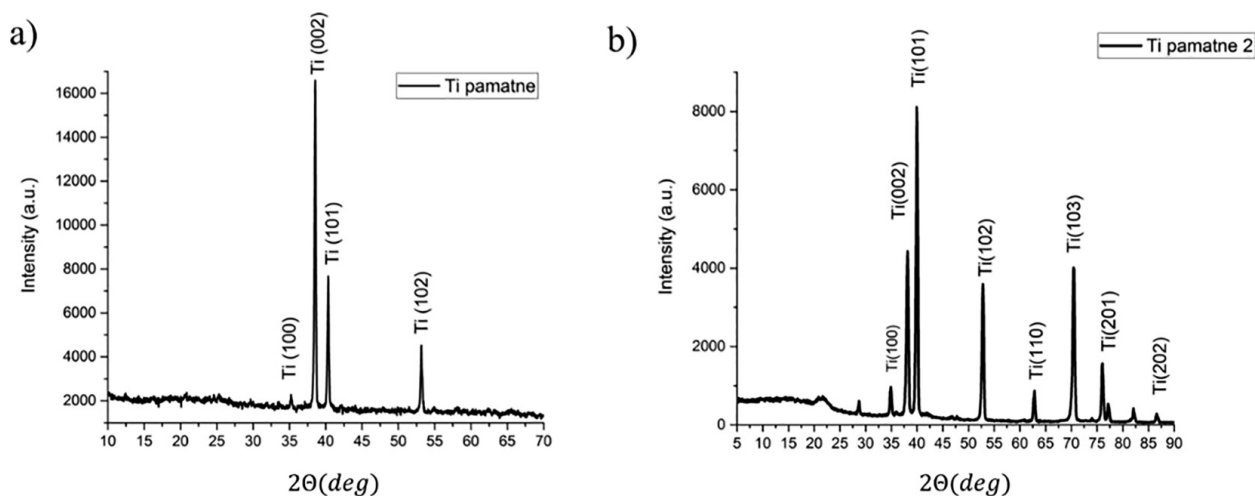 a)
Ti pamatne
Ti (002)
Ti (101)
Ti (100)
Ti (102)
Intensity (a.u.)
16000
14000
12000
10000
8000
6000
4000
2000
10 15 20 25 30 35 40 45 50 55 60 65 70
2Θ(deg)
b)
Ti pamatne 2
Ti(101)
Ti(002)
Ti(100)
Ti(102)
Ti(110)
Ti(103)
Ti(201)
Ti(202)
Intensity (a.u.)
8000
6000
4000
2000
0
5 10 15 20 25 30 35 40 45 50 55 60 65 70 75 80 85 90
2Θ(deg)